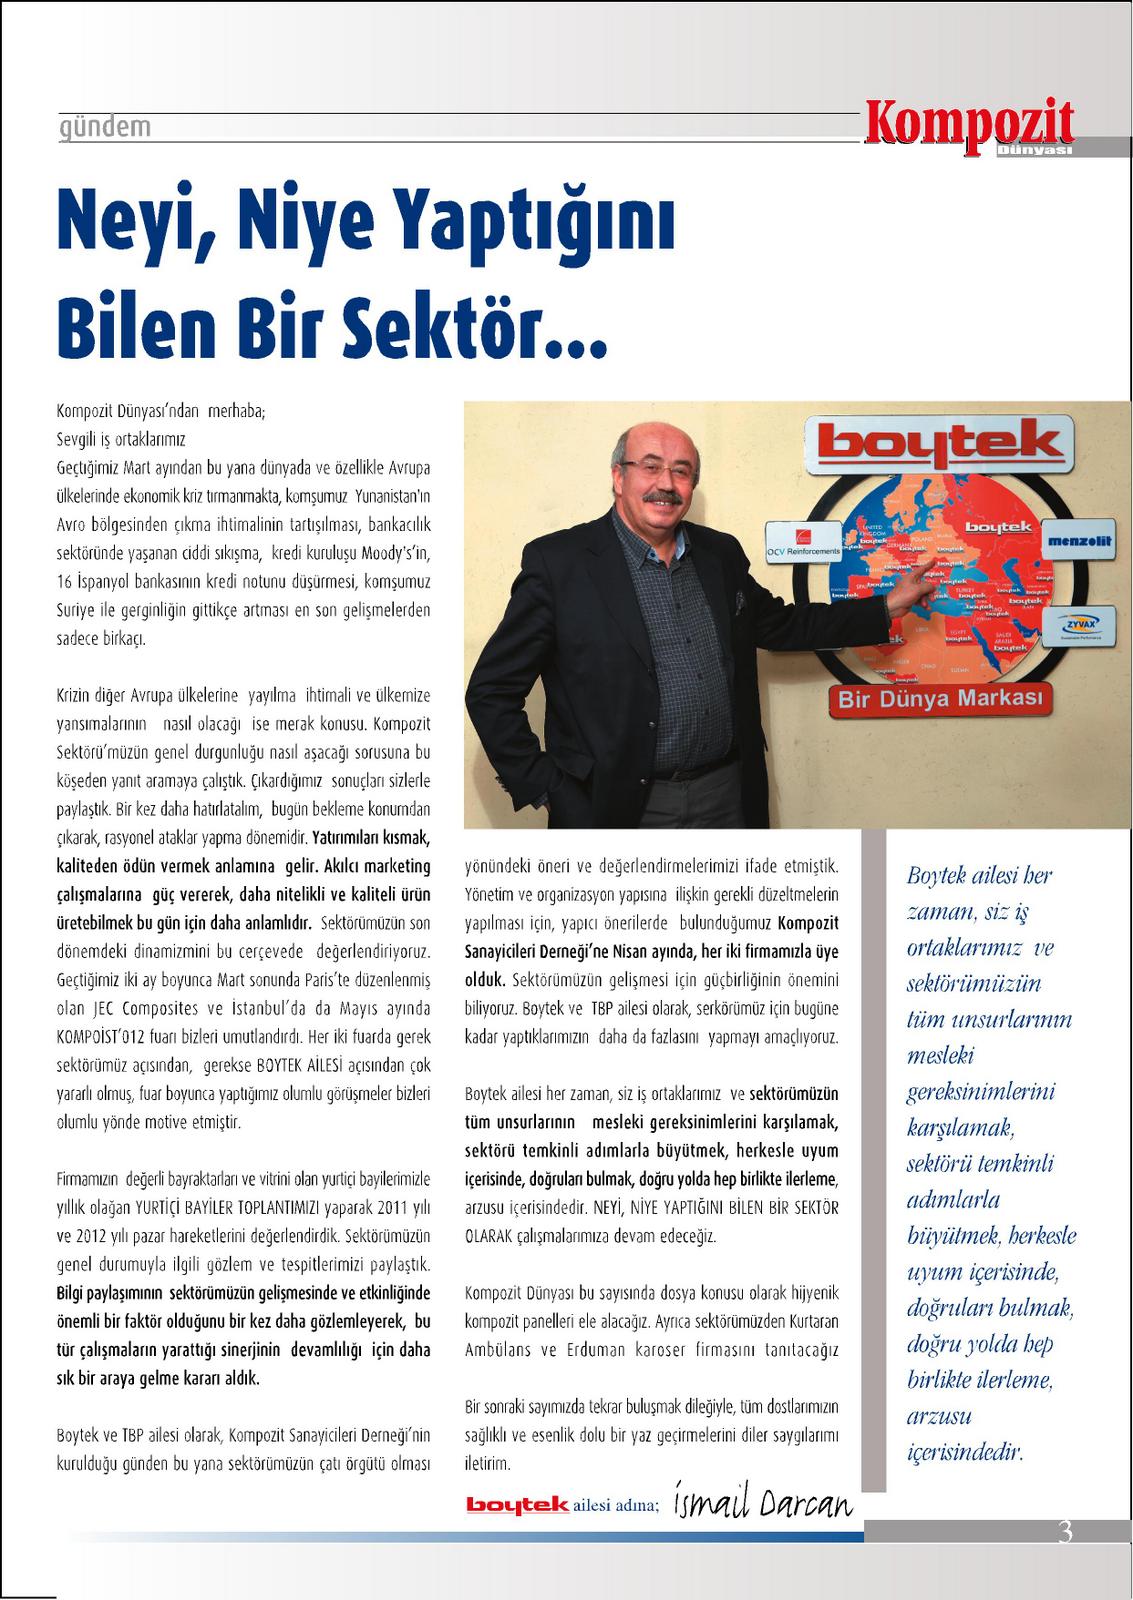 gündem
Kompozit
Dünyası
Neyi, Niye Yaptığını
Bilen Bir Sektör...
Kompozit Dünyası'ndan merhaba;
Sevgili iş ortaklarımız
Geçtiğimiz Mart ayından bu yana dünyada ve özellikle Avrupa
ülkelerinde ekonomik kriz tırmanmakta, komşumuz Yunanistan'ın
Avro bölgesinden çıkma ihtimalinin tartışılması, bankacılık
sektöründe yaşanan ciddi sıkışma, kredi kuruluşu Moody's'in,
16 İspanyol bankasının kredi notunu düşürmesi, komşumuz
Suriye ile gerginliğin gittikçe artması en son gelişmelerden
sadece birkaçı.
Krizin diğer Avrupa ülkelerine yayılma ihtimali ve ülkemize
yansımalarının nasıl olacağı ise merak konusu. Kompozit
Sektörü'müzün genel durgunluğu nasıl aşacağı sorusuna bu
köşeden yanıt aramaya çalıştık. Çıkardığımız sonuçları sizlerle
paylaştık. Bir kez daha hatırlatalım, bugün bekleme konumdan
çıkarak, rasyonel ataklar yapma dönemidir. Yatırımıları kısmak,
kaliteden ödün vermek anlamına gelir. Akılcı marketing
çalışmalarına güç vererek, daha nitelikli ve kaliteli ürün
üretebilmek bu gün için daha anlamlıdır. Sektörümüzün son
dönemdeki dinamizmini bu cerçevede değerlendiriyoruz.
Geçtiğimiz iki ay boyunca Mart sonunda Paris'te düzenlenmiş
olan JEC Composites ve İstanbul'da da Mayıs ayında
KOMPOİST'012 fuarı bizleri umutlandırdı. Her iki fuarda gerek
sektörümüz açısından, gerekse BOYTEK AİLESİ açısından çok
yararlı olmuş, fuar boyunca yaptığımız olumlu görüşmeler bizleri
olumlu yönde motive etmiştir.
Firmamızın değerli bayraktarları ve vitrini olan yurtiçi bayilerimizle
yıllık olağan YURTİÇİ BAYİLER TOPLANTIMIZI yaparak 2011 yılı
ve 2012 yılı pazar hareketlerini değerlendirdik. Sektörümüzün
genel durumuyla ilgili gözlem ve tespitlerimizi paylaştık.
Bilgi paylaşımının sektörümüzün gelişmesinde ve etkinliğinde
önemli bir faktör olduğunu bir kez daha gözlemleyerek, bu
tür çalışmaların yarattığı sinerjinin devamlılığı için daha
sık bir araya gelme kararı aldık.
Boytek ve TBP ailesi olarak, Kompozit Sanayicileri Derneği'nin
kurulduğu günden bu yana sektörümüzün çatı örgütü olması
boytek
OCV Reinforcements
boytek
menzolit
ZYVAX
Bir Dünya Markası
yönündeki öneri ve değerlendirmelerimizi ifade etmiştik.
Yönetim ve organizasyon yapısına ilişkin gerekli düzeltmelerin
yapılması için, yapıcı önerilerde bulunduğumuz Kompozit
Sanayicileri Derneği'ne Nisan ayında, her iki firmamızla üye
olduk. Sektörümüzün gelişmesi için güçbirliğinin önemini
biliyoruz. Boytek ve TBP ailesi olarak, serkörümüz için bugüne
kadar yaptıklarımızın daha da fazlasını yapmayı amaçlıyoruz.
Boytek ailesi her zaman, siz iş ortaklarımız ve sektörümüzün
tüm unsurlarının mesleki gereksinimlerini karşılamak,
sektörü temkinli adımlarla büyütmek, herkesle uyum
içerisinde, doğruları bulmak, doğru yolda hep birlikte ilerleme,
arzusu içerisindedir. NEYİ, NİYE YAPTIĞINI BİLEN BİR SEKTÖR
OLARAK çalışmalarımıza devam edeceğiz.
Kompozit Dünyası bu sayısında dosya konusu olarak hijyenik
kompozit panelleri ele alacağız. Ayrıca sektörümüzden Kurtaran
Ambülans ve Erduman karoser firmasını tanıtacağız
Bir sonraki sayımızda tekrar buluşmak dileğiyle, tüm dostlarımızın
sağlıklı ve esenlik dolu bir yaz geçirmelerini diler saygılarımı
iletirim.
boytek ailesi adına; İsmail Darcan
Boytek ailesi her
zaman, siz iş
ortaklarımız ve
sektörümüzün
tüm unsurlarının
mesleki
gereksinimlerini
karşılamak,
sektörü temkinli
adımlarla
büyütmek, herkesle
uyum içerisinde,
doğruları bulmak,
doğru yolda hep
birlikte ilerleme,
arzusu
içerisindedir.
3